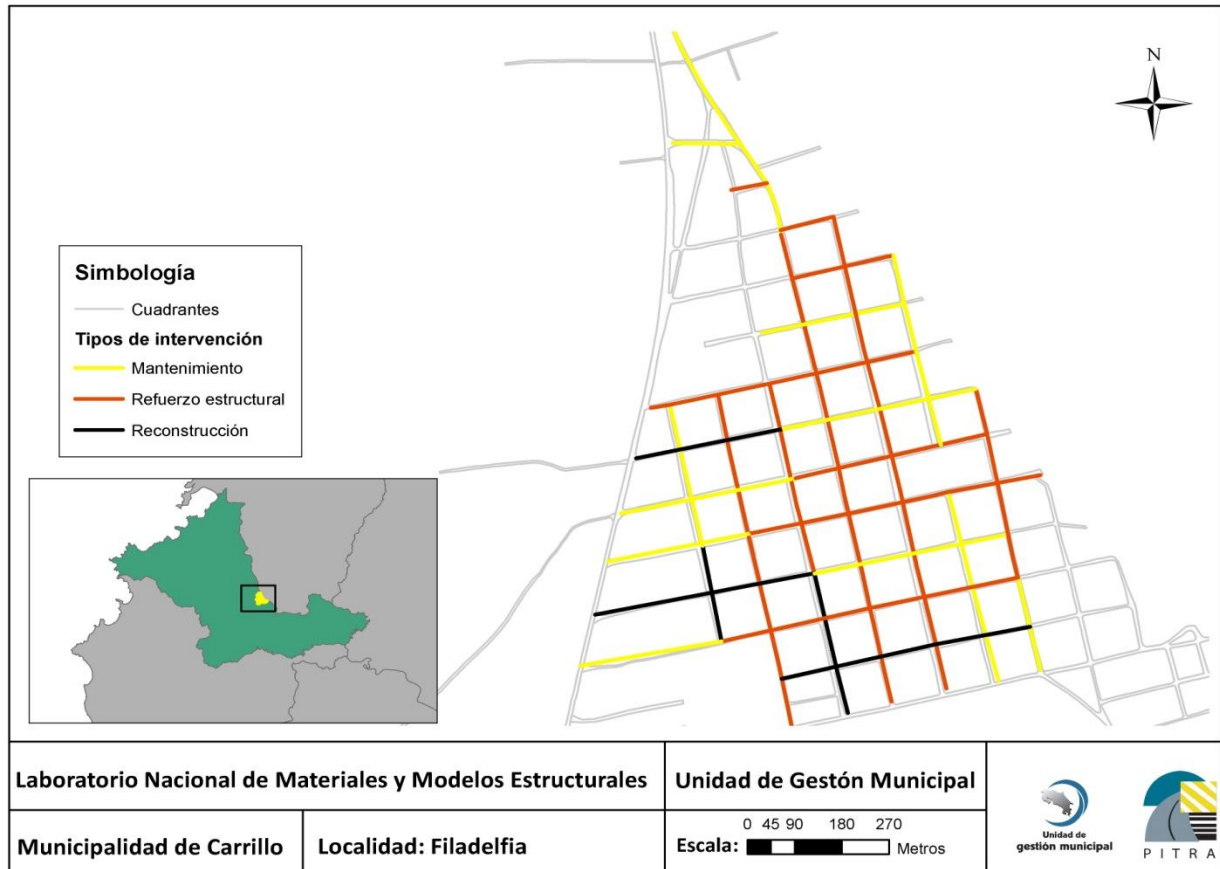 N
Simbología
Cuadrantes
Tipos de intervención
Mantenimiento
Refuerzo estructural
Reconstrucción
Laboratorio Nacional de Materiales y Modelos Estructurales
Unidad de Gestón Municipal
Municipalidad de Carrillo
Localidad: Filadelfia
0 45 90 180 270
Escala: Metros
Unidad de
gestión municipal
PITRA